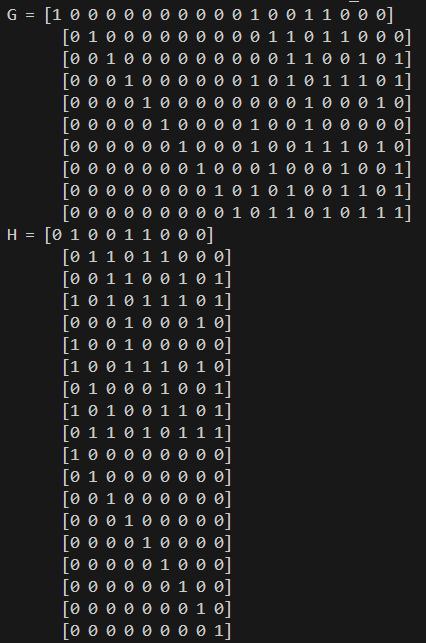 G = [1 0 0 0 0 0 0 0 0 0 0 1 0 0 1 1 0 0 0]
[0 1 0 0 0 0 0 0 0 0 0 1 1 0 1 1 0 0 0]
[0 0 1 0 0 0 0 0 0 0 0 0 1 1 0 0 1 0 1]
[0 0 0 1 0 0 0 0 0 0 1 0 1 0 1 1 1 0 1]
[0 0 0 0 1 0 0 0 0 0 0 0 0 1 0 0 0 1 0]
[0 0 0 0 0 1 0 0 0 0 1 0 0 1 0 0 0 0 0]
[0 0 0 0 0 0 1 0 0 0 1 0 0 1 1 1 0 1 0]
[0 0 0 0 0 0 0 1 0 0 0 1 0 0 0 1 0 0 1]
[0 0 0 0 0 0 0 0 1 0 1 0 1 0 0 1 1 0 1]
[0 0 0 0 0 0 0 0 0 1 0 1 1 0 1 0 1 1 1]
H = [0 1 0 0 1 1 0 0 0]
[0 1 1 0 1 1 0 0 0]
[0 0 1 1 0 0 1 0 1]
[1 0 1 0 1 1 1 0 1]
[0 0 0 1 0 0 0 1 0]
[1 0 0 1 0 0 0 0 0]
[1 0 0 1 1 1 0 1 0]
[0 1 0 0 0 1 0 0 1]
[1 0 1 0 0 1 1 0 1]
[0 1 1 0 1 0 1 1 1]
[1 0 0 0 0 0 0 0 0]
[0 1 0 0 0 0 0 0 0]
[0 0 1 0 0 0 0 0 0]
[0 0 0 1 0 0 0 0 0]
[0 0 0 0 1 0 0 0 0]
[0 0 0 0 0 1 0 0 0]
[0 0 0 0 0 0 1 0 0]
[0 0 0 0 0 0 0 1 0]
[0 0 0 0 0 0 0 0 1]